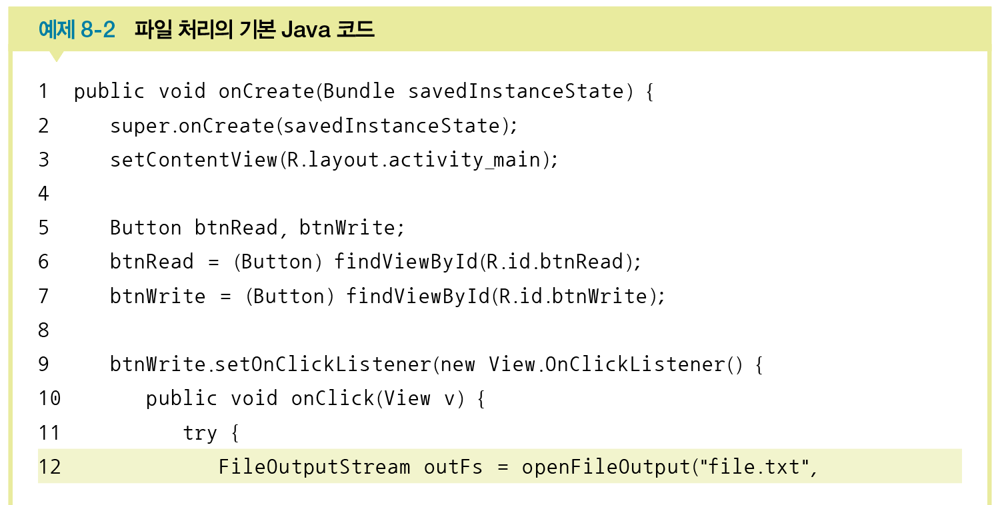 예제 8-2 파일 처리의 기본 Java 코드
1 public void onCreate(Bundle savedInstanceState) {
2 super.onCreate(savedInstanceState);
3 setContentView(R.layout.activity_main);
4
5 Button btnRead, btnWrite;
6 btnRead = (Button) findViewById(R.id.btnRead);
7 btnWrite = (Button) findViewById(R.id.btnWrite);
8
9 btnWrite.setOnClickListener(new View.OnClickListener() {
10 public void onClick(View v) {
11 try {
12 FileOutputStream outFs = openFileOutput("file.txt",